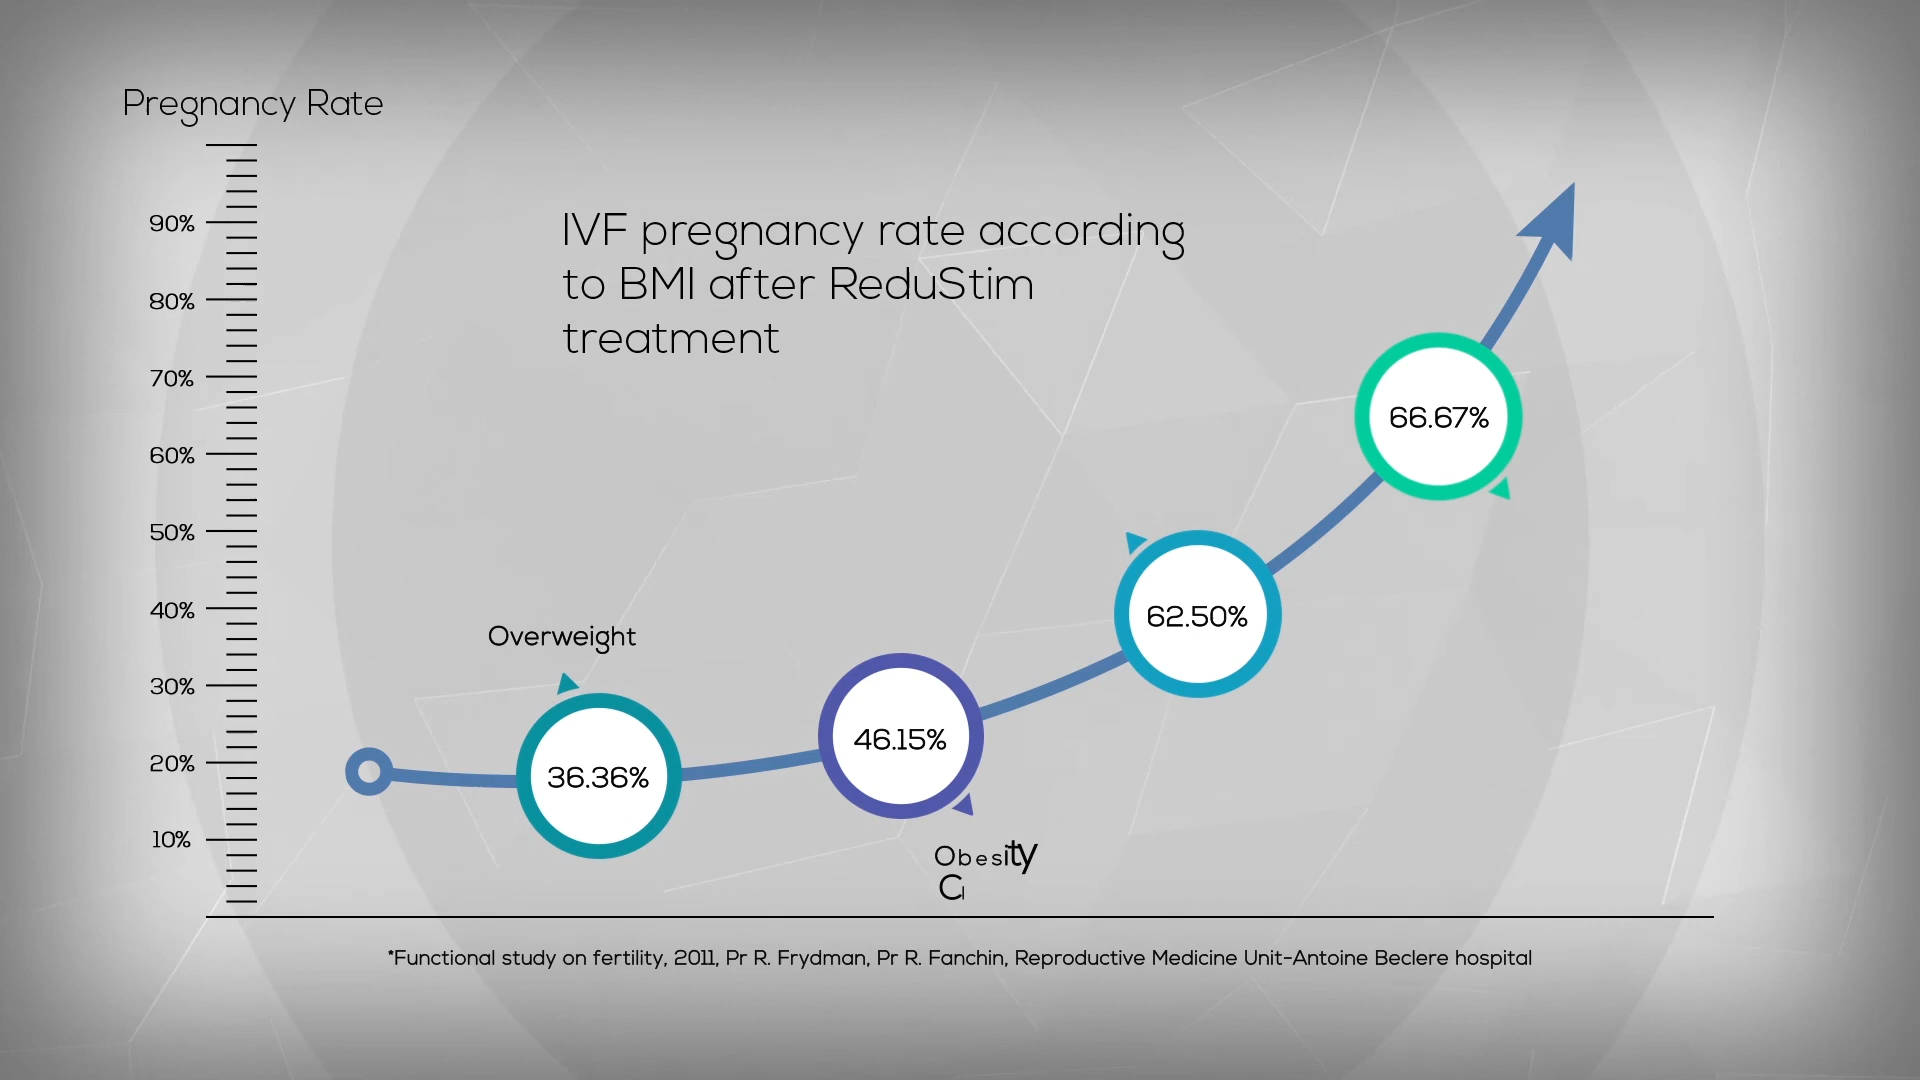 Pregnancy Rate
IVF pregnancy rate according
to BMI after ReduStim
treatment
90%
80%
70%
60%
50%
40%
30%
20%
10%
Overweight
36.36%
46.15%
62.50%
66.67%
Obesity
Cl
*Functional study on fertility, 2011, Pr R. Frydman, Pr R. Fanchin, Reproductive Medicine Unit-Antoine Beclere hospital